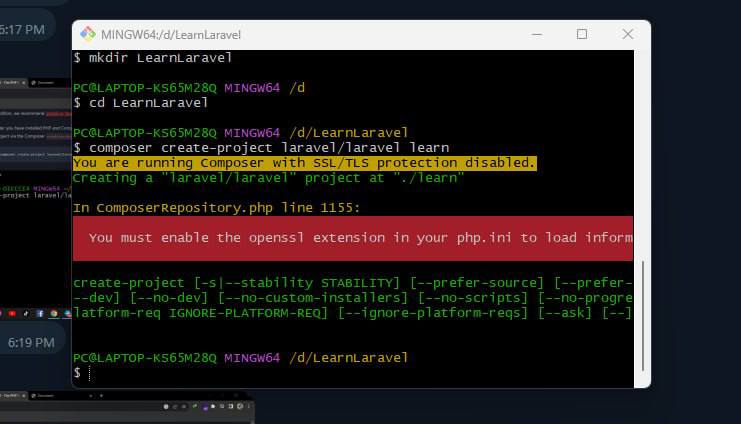 6:17 PM
MINGW64:/d/LearnLaravel
$ mkdir LearnLaravel
PC@LAPTOP-KS65M28Q MINGW64 /d
$ cd LearnLaravel
PC@LAPTOP-KS65M28Q MINGW64 /d/LearnLaravel
$ composer create-project laravel/laravel learn
You are running Composer with SSL/TLS protection disabled.
Creating a "laravel/laravel" project at "./learn"
In ComposerRepository.php line 1155:
You must enable the openssl extension in your php.ini to load inform
create-project [-s|--stability STABILITY] [--prefer-source] [--prefer-
--dev] [--no-dev] [--no-custom-installers] [--no-scripts] [--no-progre
latform-req IGNORE-PLATFORM-REQ] [--ignore-platform-reqs] [--ask] [--]
PC@LAPTOP-KS65M28Q MINGW64 /d/LearnLaravel
$
6:19 PM